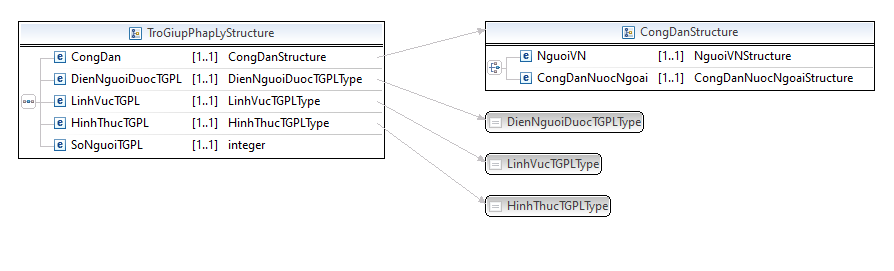 TroGiupPhapLyStructure
CongDan [1..1] CongDanStructure
DienNguoiDuocTGPL [1..1] DienNguoiDuocTGPLType
LinhVucTGPL [1..1] LinhVucTGPLType
HinhThucTGPL [1..1] HinhThucTGPLType
SoNguoiTGPL [1..1] integer
CongDanStructure
NguoiVN [1..1] NguoiVNStructure
CongDanNuocNgoai [1..1] CongDanNuocNgoaiStructure
DienNguoiDuocTGPLType
LinhVucTGPLType
HinhThucTGPLType